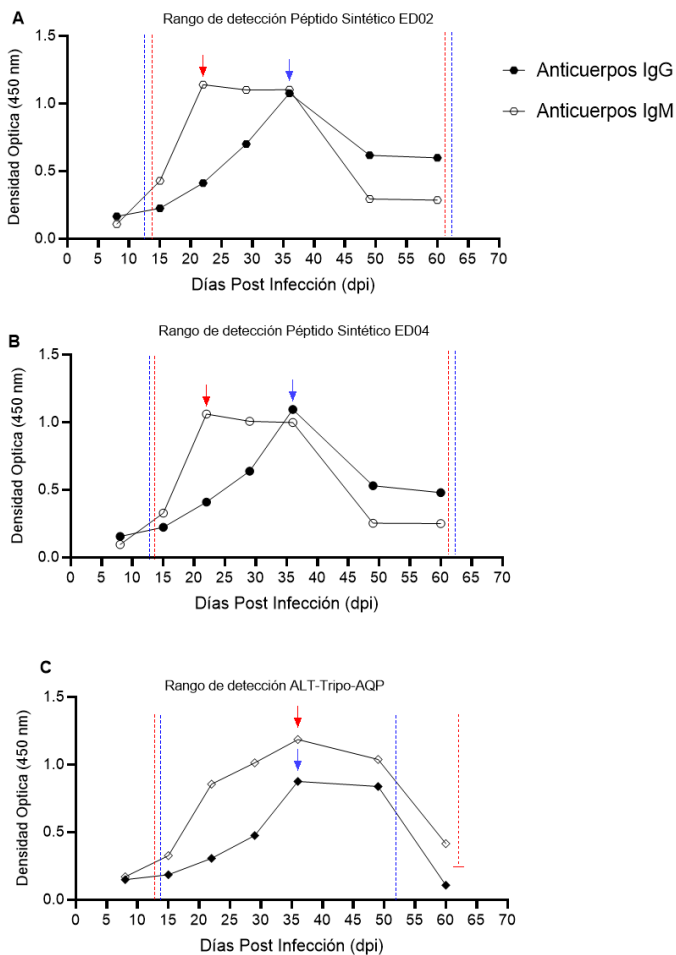 A
Rango de detección Péptido Sintético ED02
1.5
1.0
0.5
0.0
Densidad Optica (450 nm)
0 5 10 15 20 25 30 35 40 45 50 55 60 65 70
Días Post Infección (dpi)
Anticuerpos IgG
Anticuerpos IgM
B
Rango de detección Péptido Sintético ED04
1.5
1.0
0.5
0.0
Densidad Optica (450 nm)
0 5 10 15 20 25 30 35 40 45 50 55 60 65 70
Días Post Infección (dpi)
C
Rango de detección ALT-Tripo-AQP
1.5
1.0
0.5
0.0
Densidad Optica (450 nm)
0 5 10 15 20 25 30 35 40 45 50 55 60 65 70
Días Post Infección (dpi)